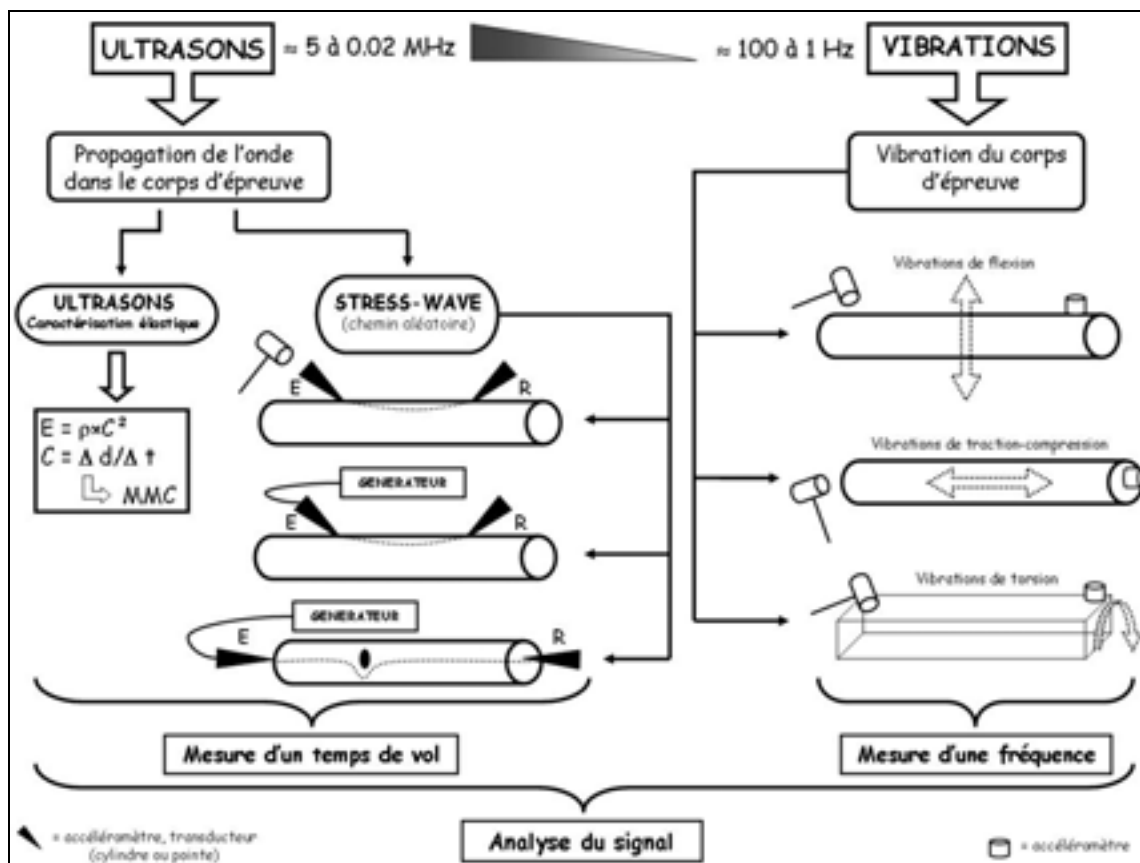 ULTRASONS ≈ 5 à 0.02 MHz ≈ 100 à 1 Hz VIBRATIONS
Propagation de l'onde
dans le corps d'épreuve
Vibration du corps
d'épreuve
ULTRASONS
Caractérisation élastique
STRESS-WAVE
(chemin aléatoire)
E = ρ×C²
C = Δ d/Δ t
MMC
E R
GENERATEUR
E R
GENERATEUR
E R
Vibrations de flexion
Vibrations de traction-compression
Vibrations de torsion
Mesure d'un temps de vol
Mesure d'une fréquence
Analyse du signal
= accéléramètre, transducteur
(cylindre ou pointe)
= accéléramètre